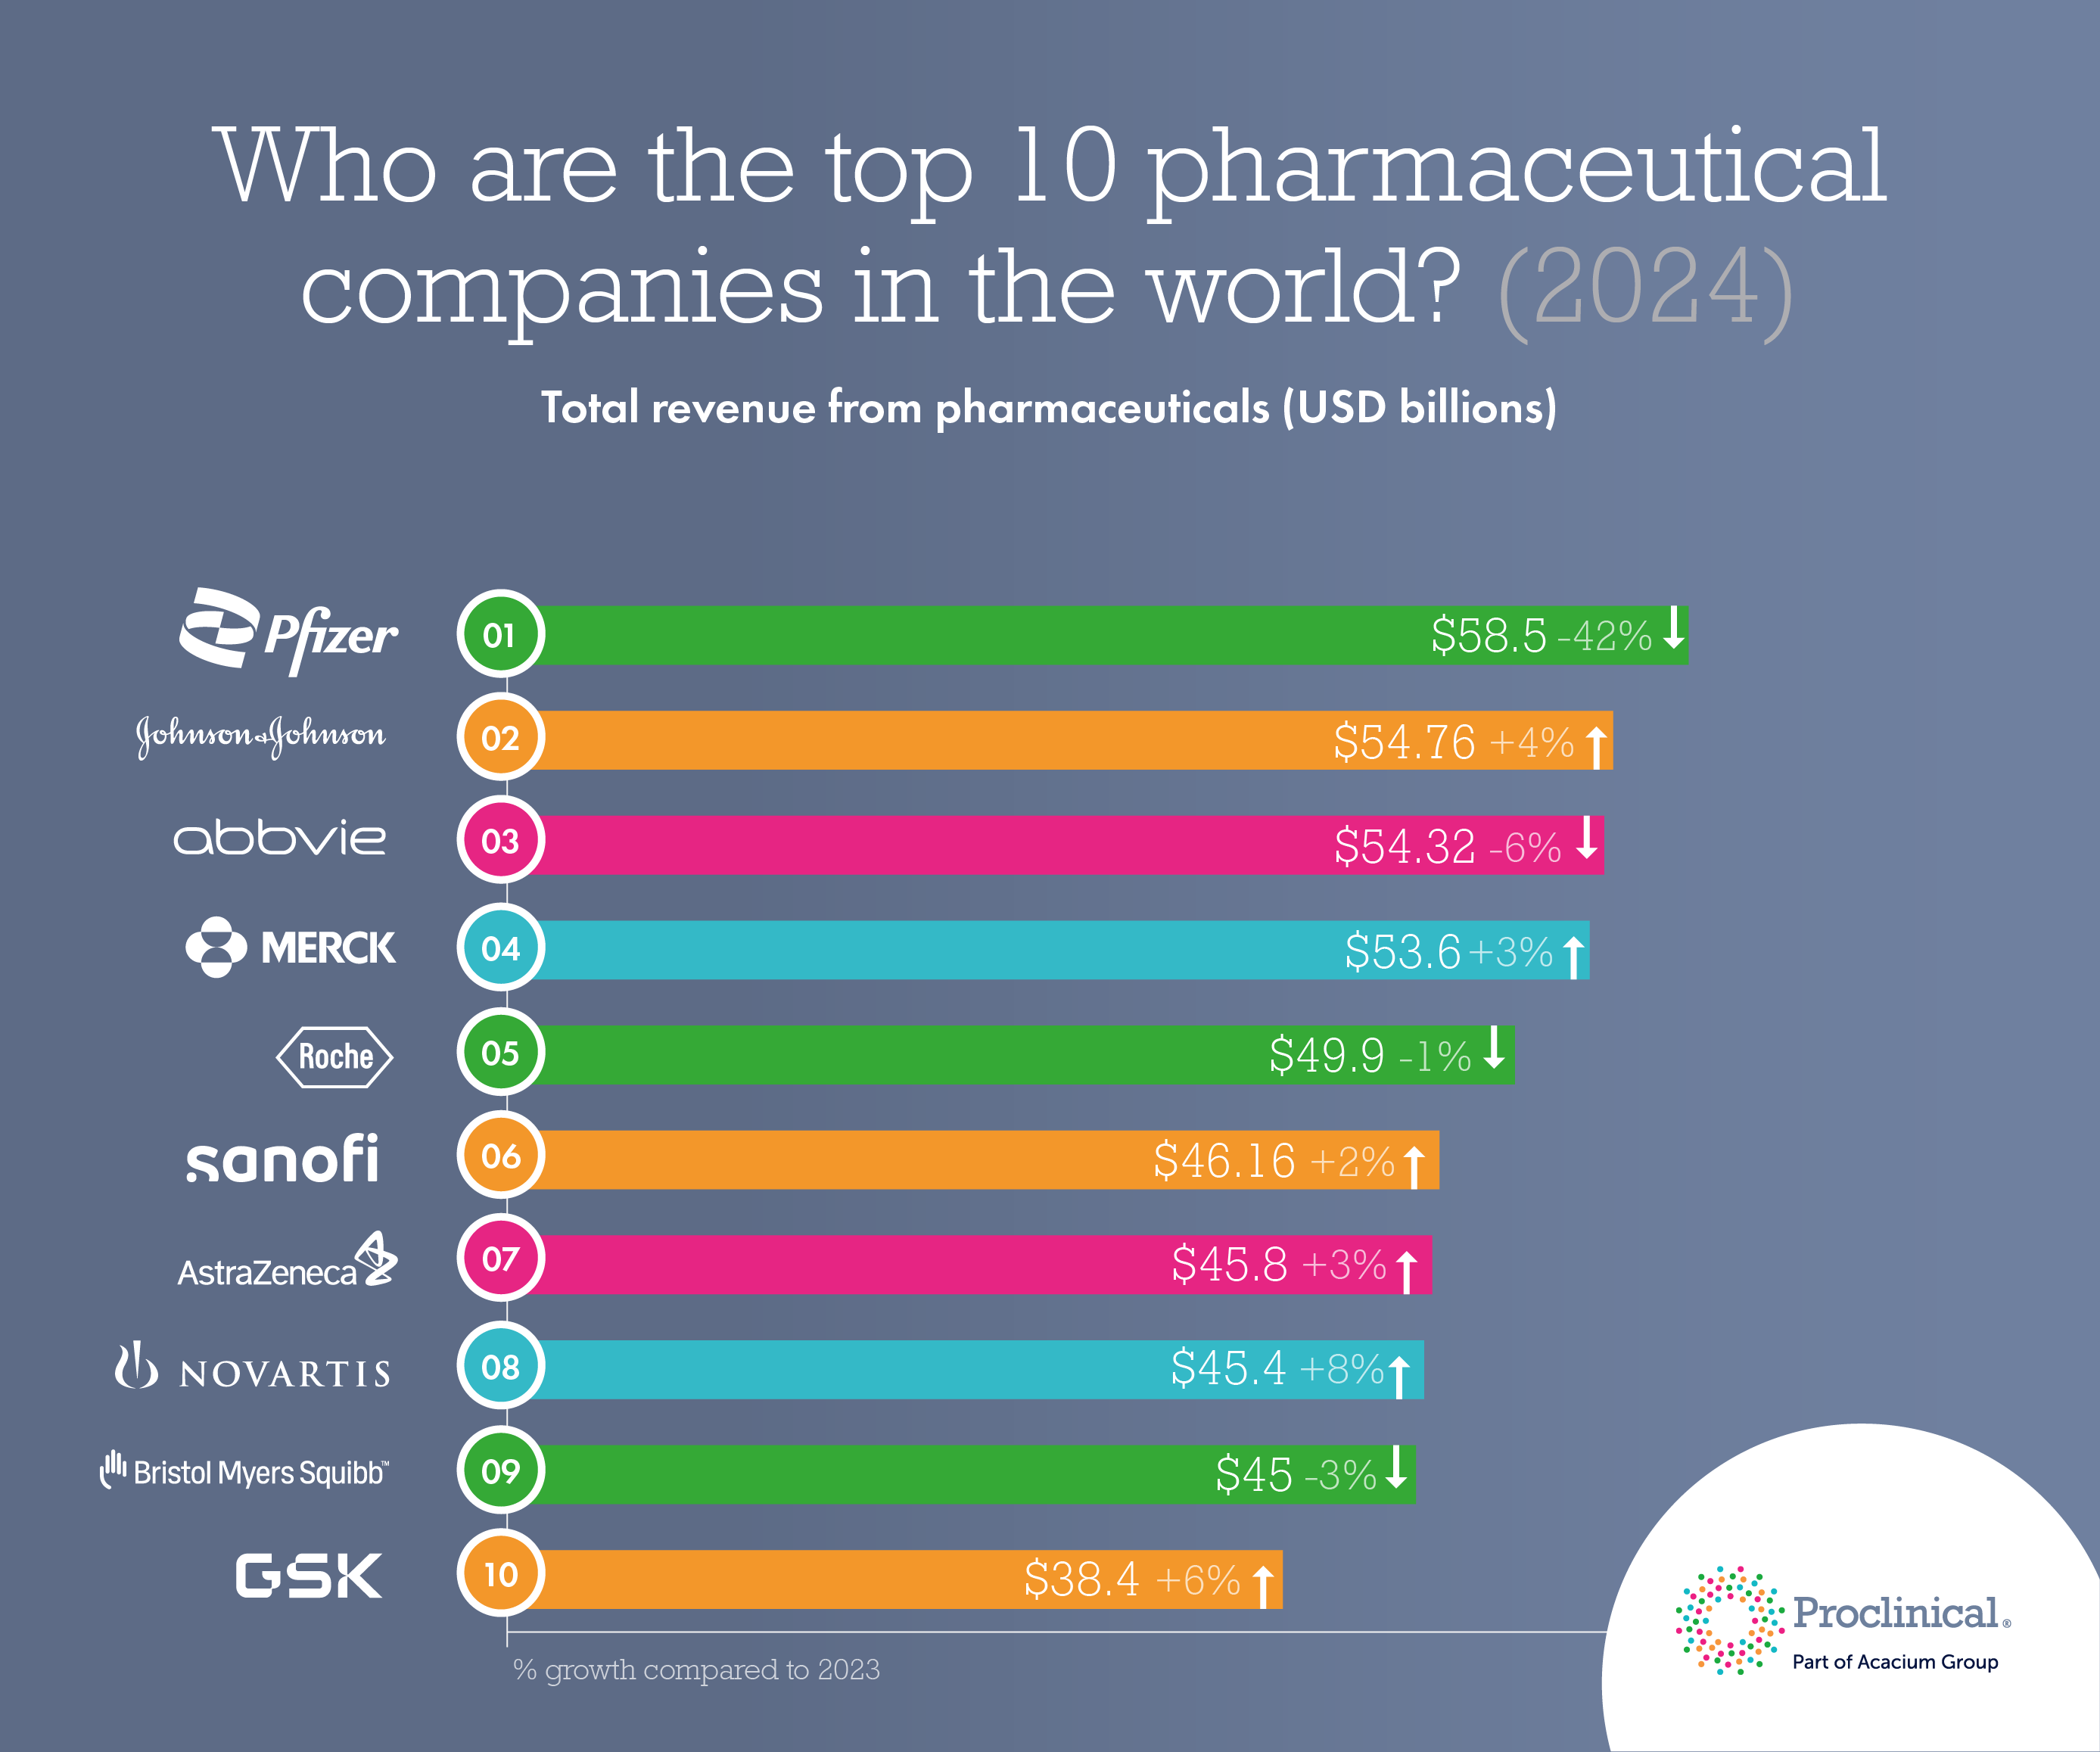 Who are the top 10 pharmaceutical
companies in the world? (2024)
Total revenue from pharmaceuticals (USD billions)
Pfizer 01 $58.5 -42%
Johnson & Johnson 02 $54.76 +4%
abbvie 03 $54.32 -6%
MERCK 04 $53.6 +3%
Roche 05 $49.9 -1%
sanofi 06 $46.16 +2%
AstraZeneca 07 $45.8 +3%
NOVARTIS 08 $45.4 +8%
Bristol Myers Squibb™ 09 $45 -3%
GSK 10 $38.4 +6%
% growth compared to 2023
Proclinical®
Part of Acacium Group